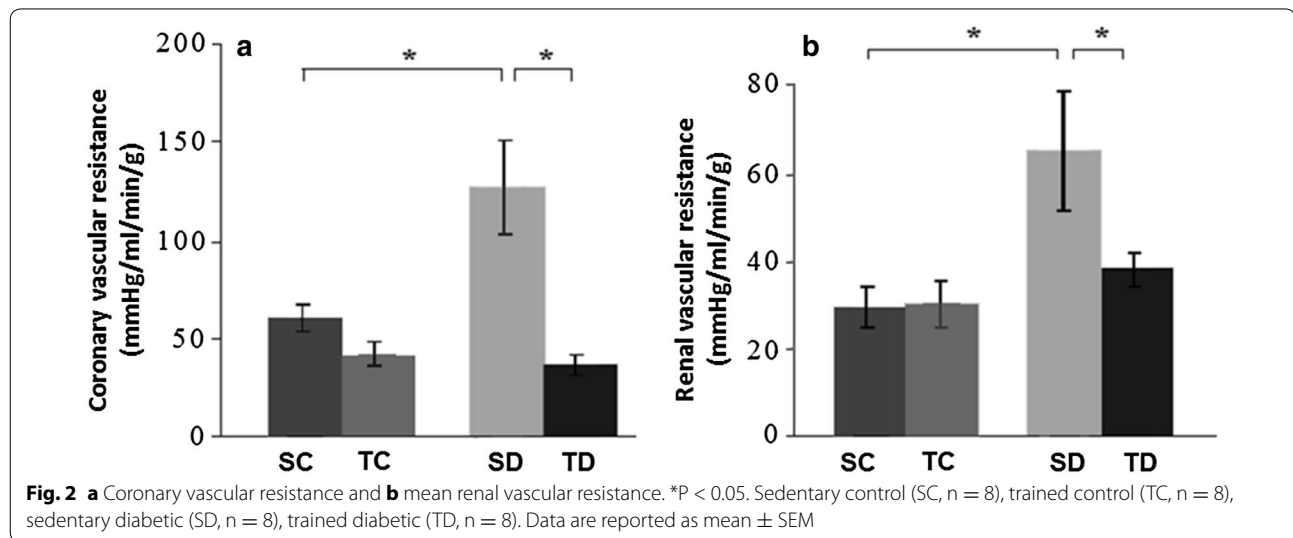 a
*
*
200
150
100
50
0
Coronary vascular resistance
(mmHg/ml/min/g)
SC TC SD TD
b
*
*
80
60
40
20
0
Renal vascular resistance
(mmHg/ml/min/g)
SC TC SD TD
Fig. 2 a Coronary vascular resistance and b mean renal vascular resistance. *P < 0.05. Sedentary control (SC, n = 8), trained control (TC, n = 8),
sedentary diabetic (SD, n = 8), trained diabetic (TD, n = 8). Data are reported as mean ± SEM